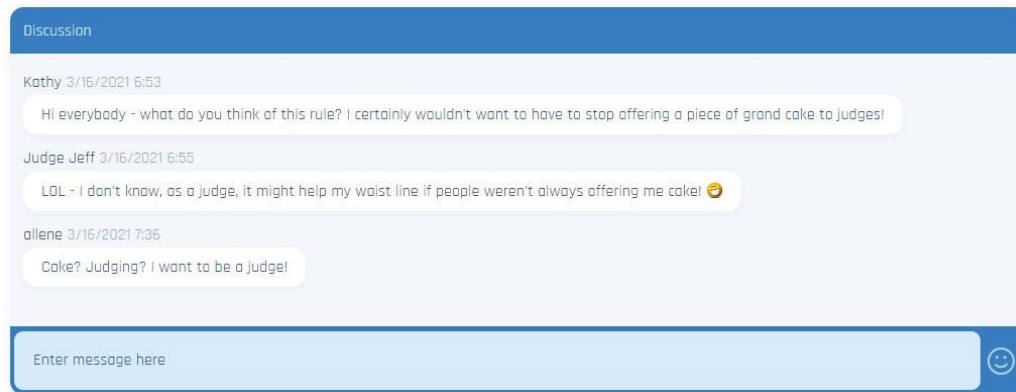 Discussion
Kathy 3/16/2021 6:53
Hi everybody - what do you think of this rule? I certainly wouldn't want to have to stop offering a piece of grand cake to judges!
Judge Jeff 3/16/2021 6:55
LOL - I don't know, as a judge, it might help my waist line if people weren't always offering me cake! 😁
allene 3/16/2021 7:36
Cake? Judging? I want to be a judge!
Enter message here